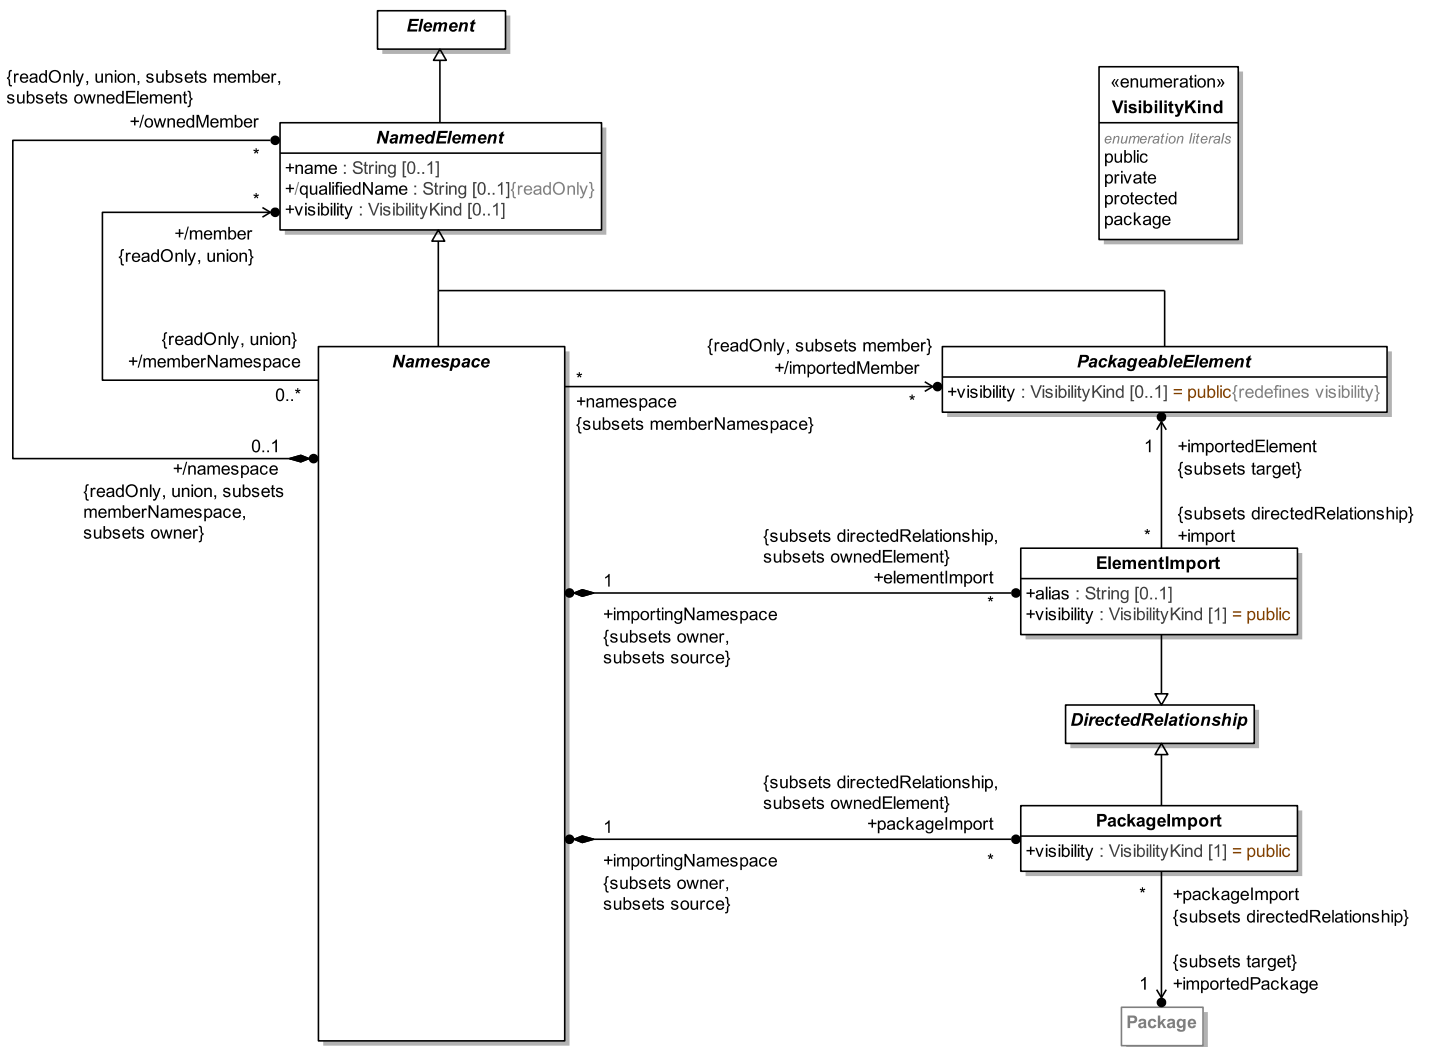 Element
{readOnly, union, subsets member,
subsets ownedElement}
+/ownedMember
*
NamedElement
+name : String [0..1]
+/qualifiedName : String [0..1]{readOnly}
+visibility : VisibilityKind [0..1]
*
+/member
{readOnly, union}
«enumeration»
VisibilityKind
enumeration literals
public
private
protected
package
{readOnly, union}
+/memberNamespace
0..*
0..1
+/namespace
{readOnly, union, subsets
memberNamespace,
subsets owner}
Namespace
{readOnly, subsets member}
+/importedMember
*
*
+namespace
{subsets memberNamespace}
PackageableElement
+visibility : VisibilityKind [0..1] = public{redefines visibility}
1
+importedElement
{subsets target}
{subsets directedRelationship}
*
+import
{subsets directedRelationship,
subsets ownedElement}
+elementImport
1
*
+importingNamespace
{subsets owner,
subsets source}
ElementImport
+alias : String [0..1]
+visibility : VisibilityKind [1] = public
DirectedRelationship
{subsets directedRelationship,
subsets ownedElement}
+packageImport
1
*
+importingNamespace
{subsets owner,
subsets source}
PackageImport
+visibility : VisibilityKind [1] = public
*
+packageImport
{subsets directedRelationship}
{subsets target}
1
+importedPackage
Package